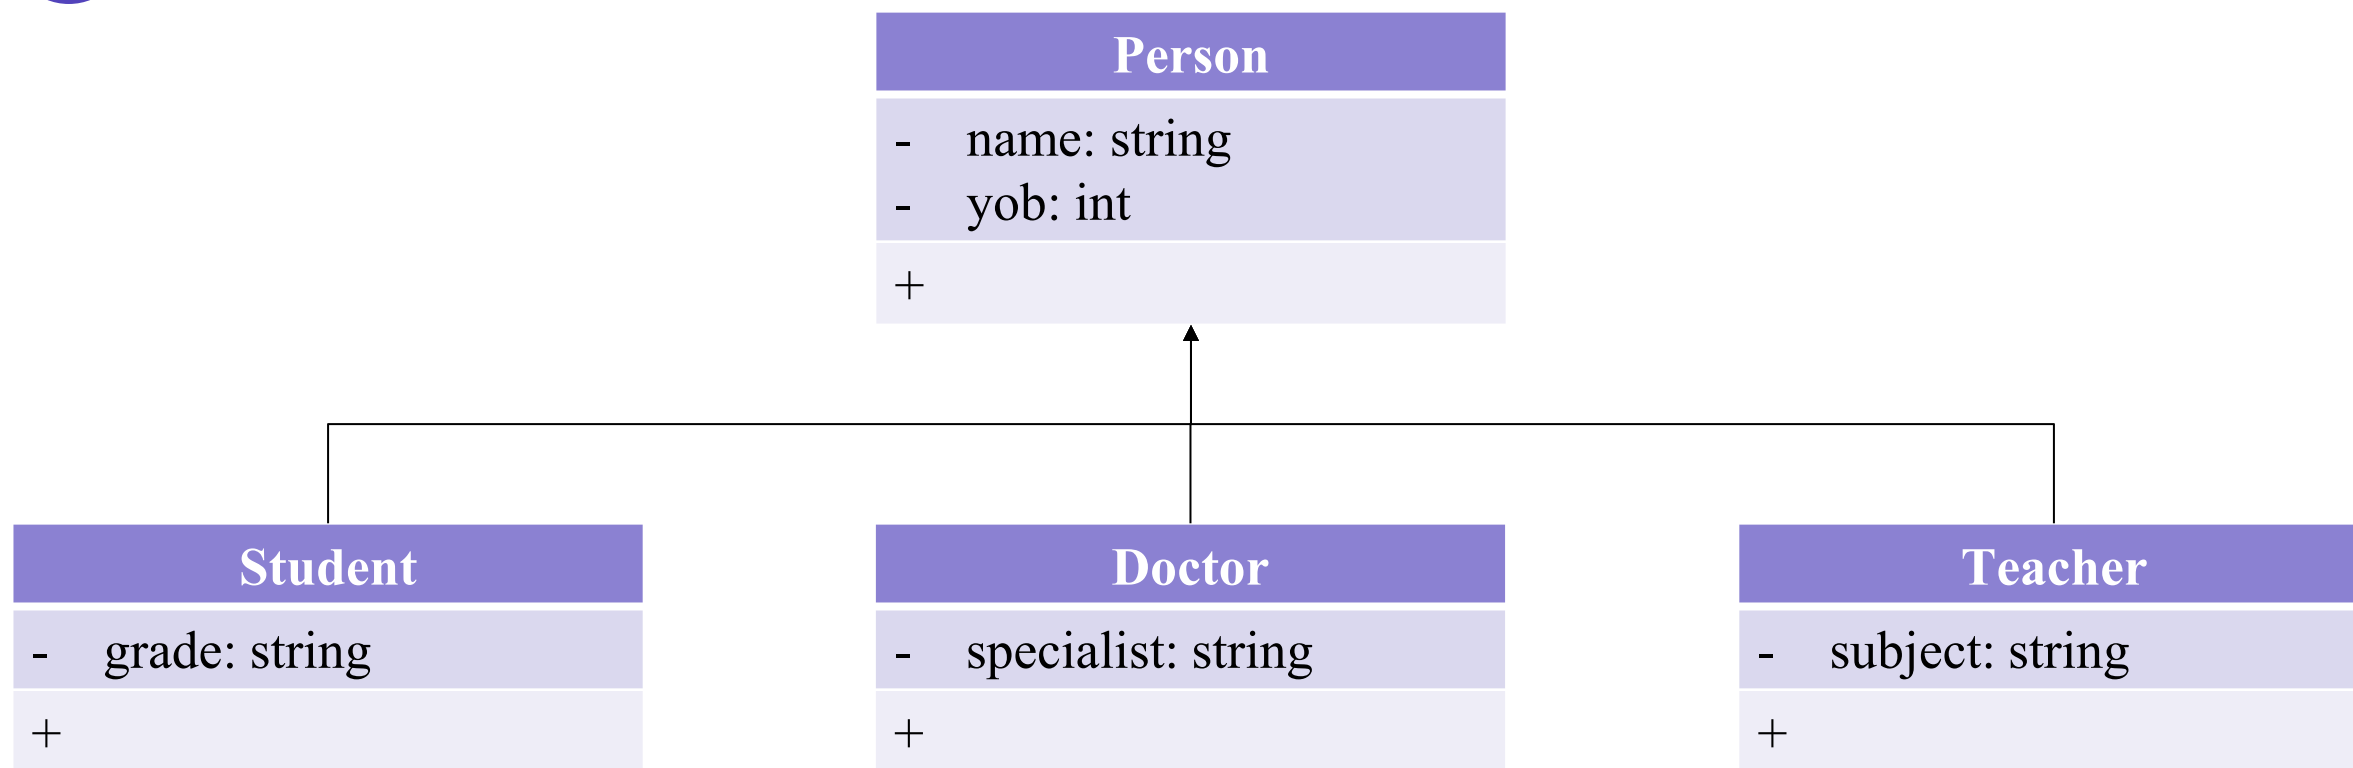 Person
- name: string
- yob: int
+
Student
- grade: string
+
Doctor
- specialist: string
+
Teacher
- subject: string
+